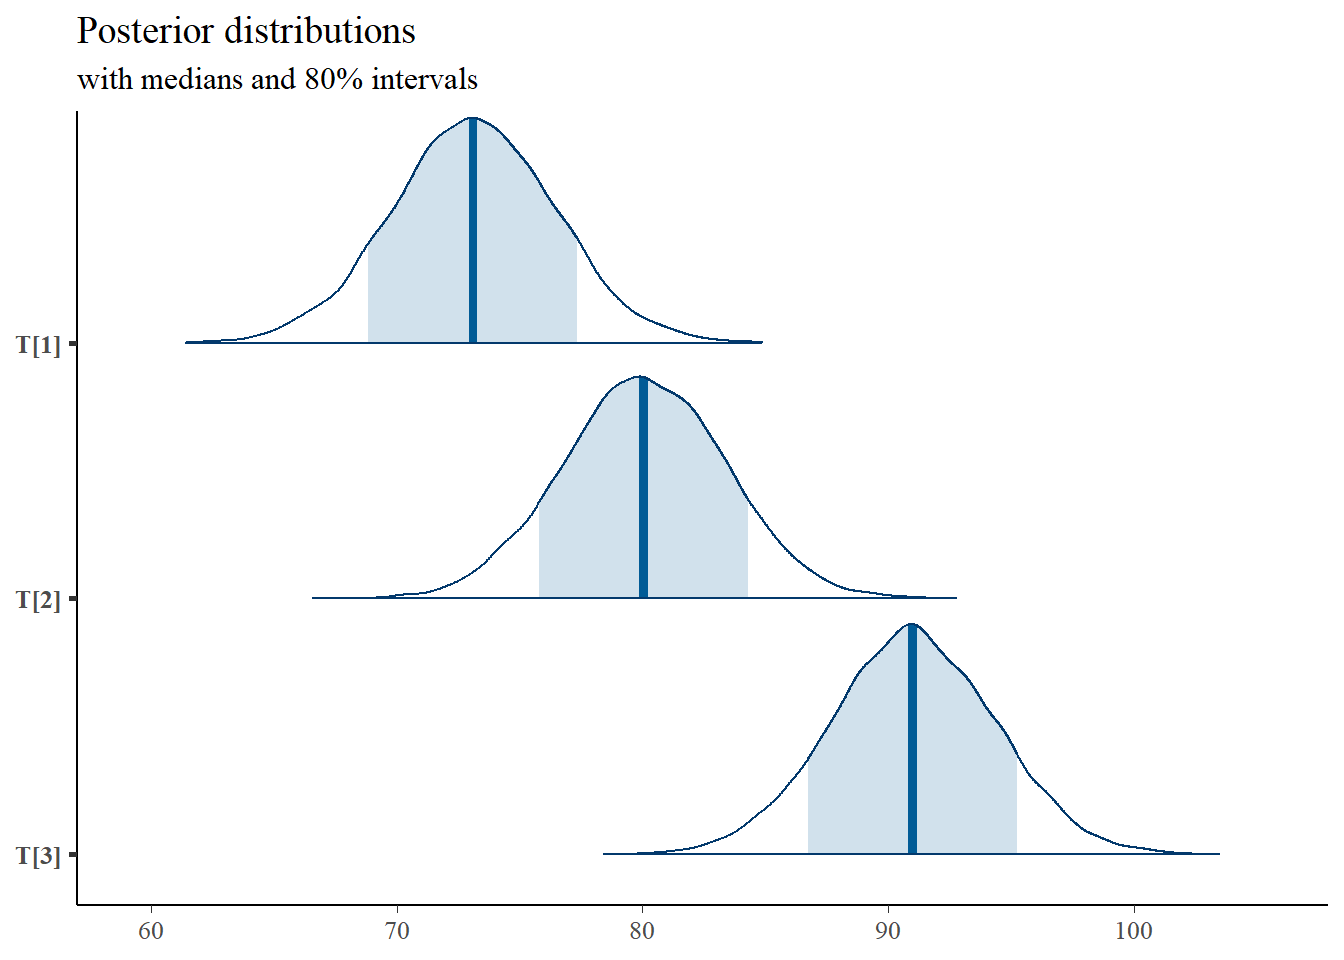 Posterior distributions
with medians and 80% intervals
T[1]
T[2]
T[3]
60 70 80 90 100